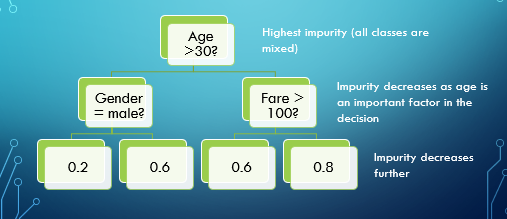 Age
>30?
Highest impurity (all classes are
mixed)
Gender
= male?
Fare >
100?
Impurity decreases as age is
an important factor in the
decision
0.2
0.6
0.6
0.8
Impurity decreases
further